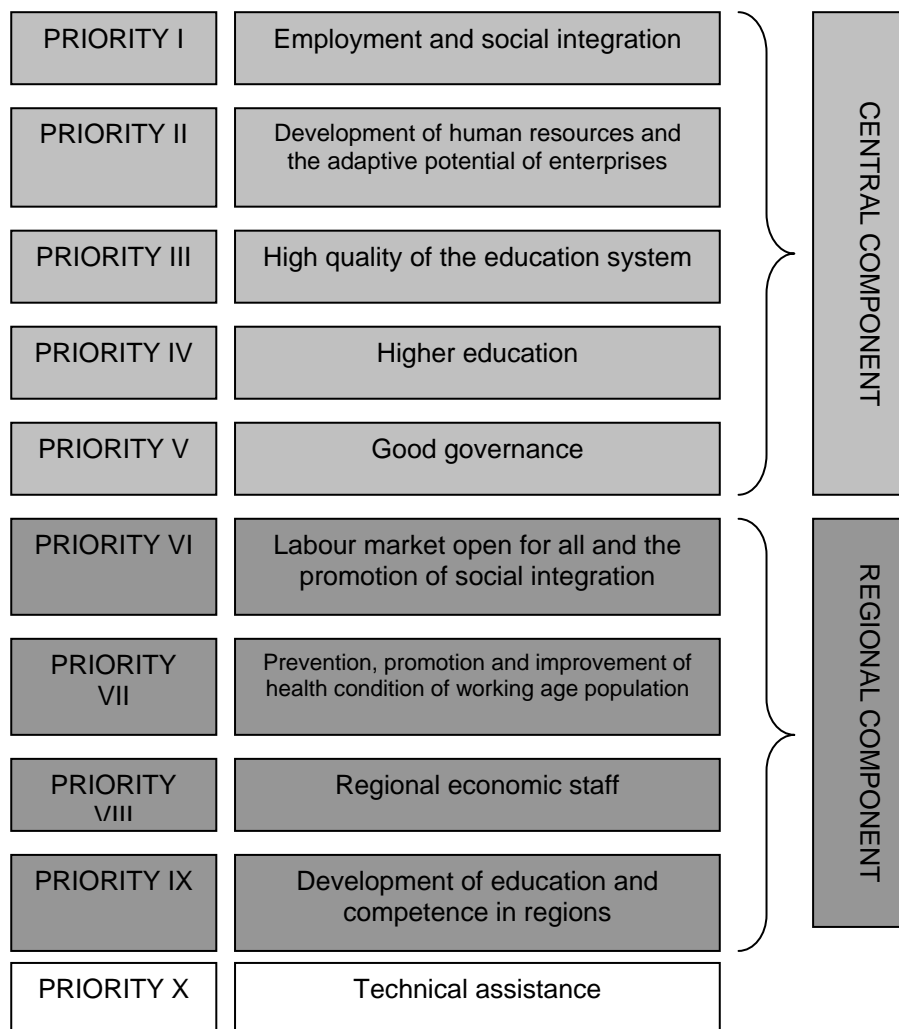 PRIORITY I
Employment and social integration
PRIORITY II
Development of human resources and
the adaptive potential of enterprises
PRIORITY III
High quality of the education system
PRIORITY IV
Higher education
PRIORITY V
Good governance
CENTRAL COMPONENT
PRIORITY VI
Labour market open for all and the
promotion of social integration
PRIORITY
VII
Prevention, promotion and improvement of
health condition of working age population
PRIORITY
VIII
Regional economic staff
PRIORITY IX
Development of education and
competence in regions
REGIONAL COMPONENT
PRIORITY X
Technical assistance